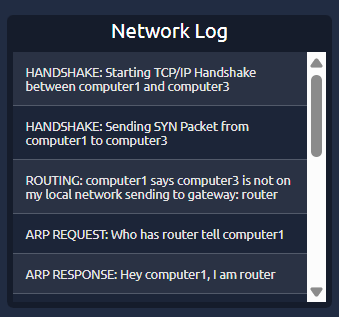 Network Log
HANDSHAKE: Starting TCP/IP Handshake
between computer1 and computer3
HANDSHAKE: Sending SYN Packet from
computer1 to computer3
ROUTING: computer1 says computer3 is not on
my local network sending to gateway: router
ARP REQUEST: Who has router tell computer1
ARP RESPONSE: Hey computer1, I am router